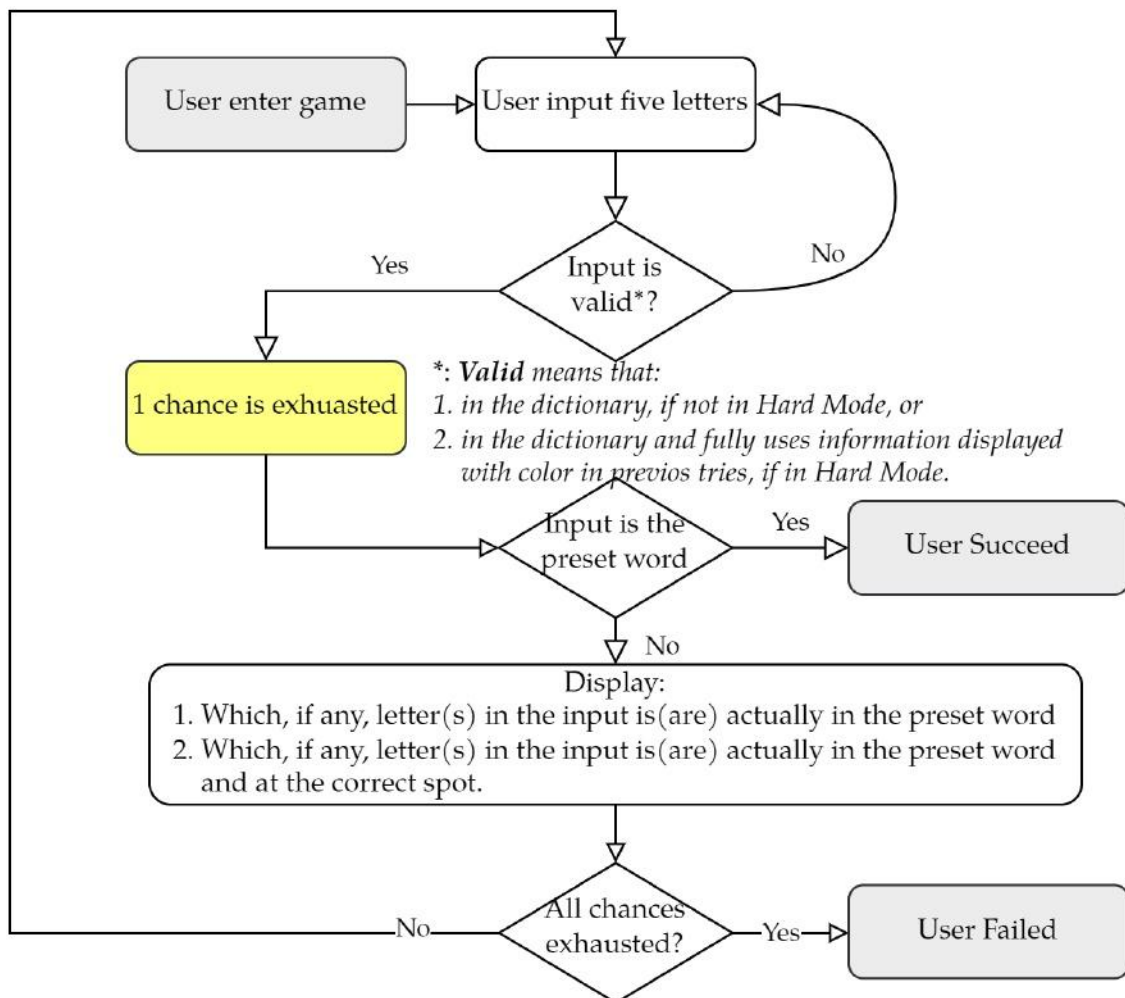 User enter game
User input five letters
No
Yes
Input is
valid*?
1 chance is exhuasted
*: Valid means that:
1. in the dictionary, if not in Hard Mode, or
2. in the dictionary and fully uses information displayed
with color in previos tries, if in Hard Mode.
Input is the
preset word
Yes
User Succeed
No
Display:
1. Which, if any, letter(s) in the input is(are) actually in the preset word
2. Which, if any, letter(s) in the input is(are) actually in the preset word
and at the correct spot.
All chances
exhausted?
No
Yes
User Failed